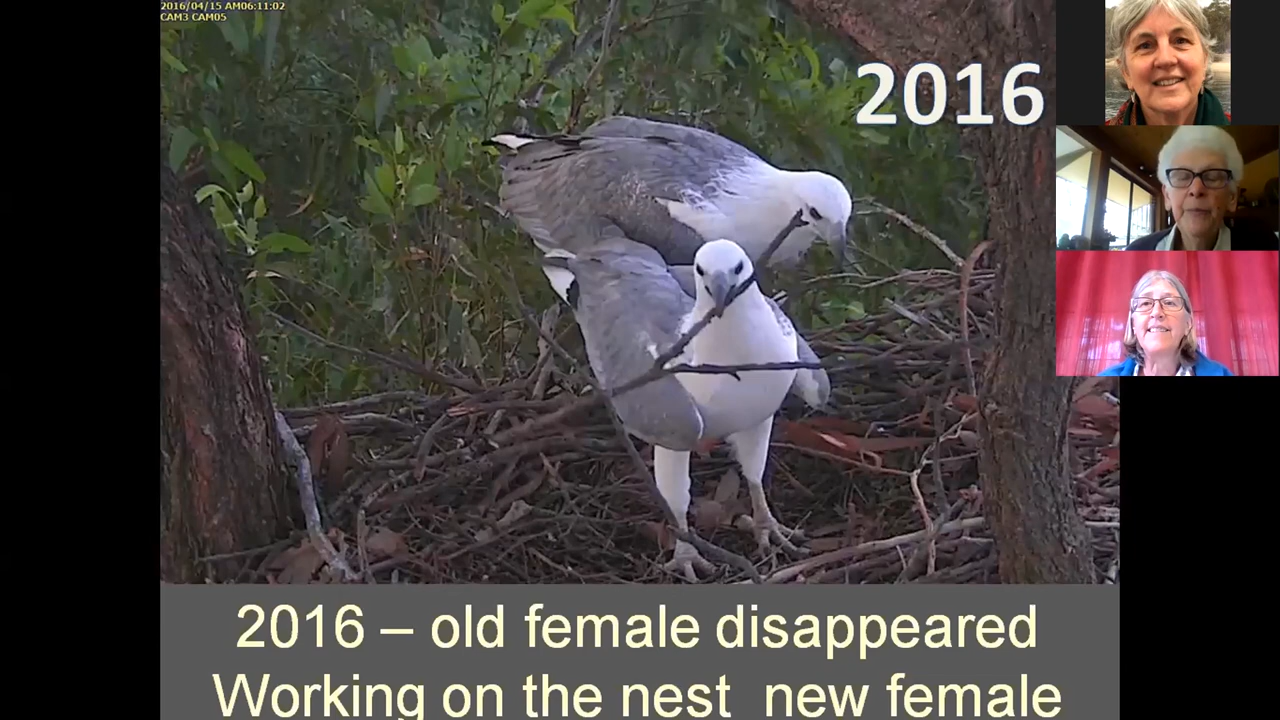 2016/04/15 AM06:11:02
CAM3 CAM05
2016
2016 – old female disappeared
Working on the nest new female